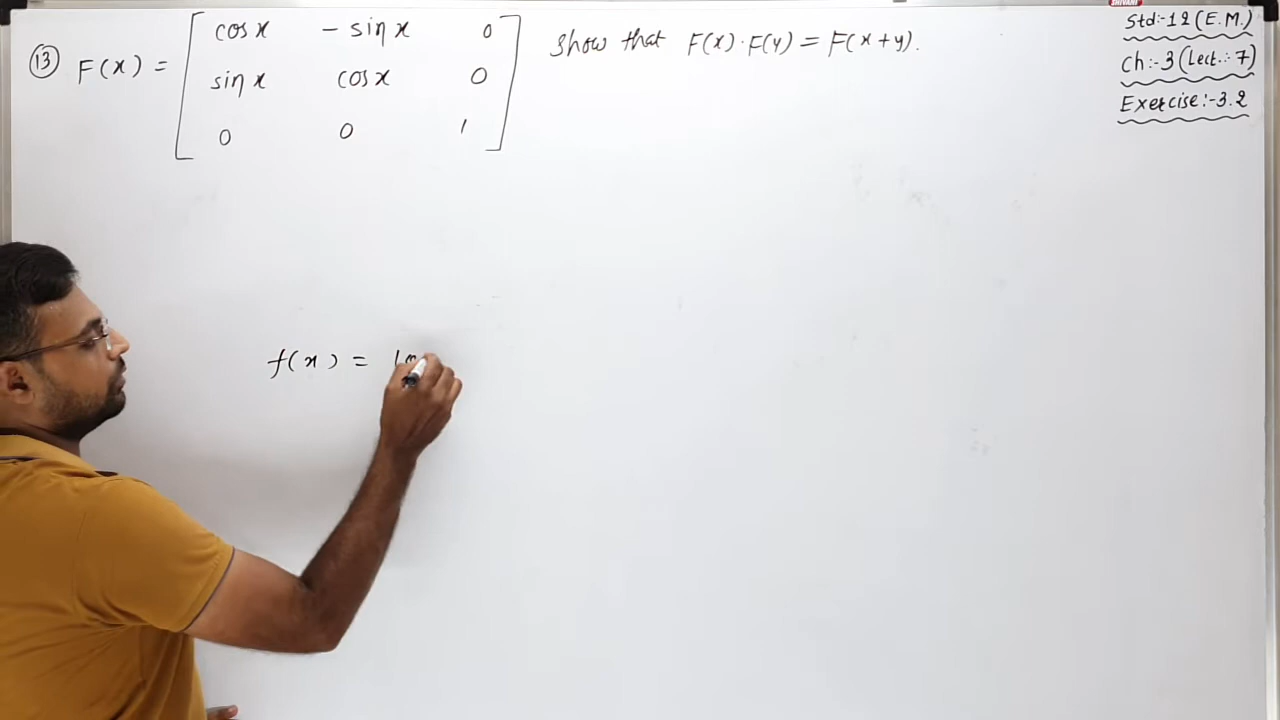 ⑬ F(x) = [ cos x  - sin x  0 ] Show that F(x)·F(y) = F(x+y).
sin x  cos x  0
0  0  1
Std:-12 (E.M.)
Ch:-3 (Lect.:7)
Exercise:-3.2
f(x) =
SHIVANI